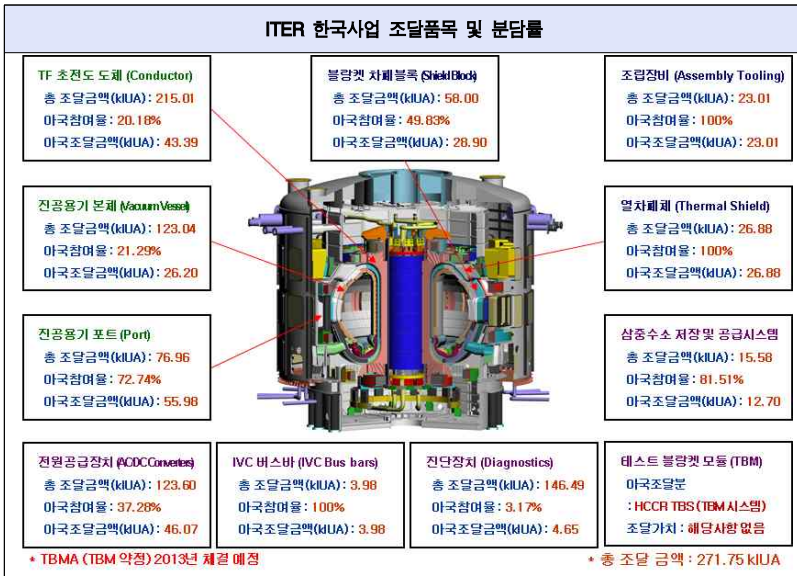 ITER 한국사업 조달품목 및 분담률
TF 초전도 도체 (Conductor)
총 조달금액(kIUA) : 215.01
아국참여율 : 20.18%
아국조달금액(kIUA) : 43.39
블랑켓 차폐블록 (Shield Block)
총 조달금액(kIUA) : 58.00
아국참여율 : 49.83%
아국조달금액(kIUA) : 28.90
조립장비 (Assembly Tooling)
총 조달금액(kIUA) : 23.01
아국참여율 : 100%
아국조달금액(kIUA) : 23.01
진공용기 본체 (Vacuum Vessel)
총 조달금액(kIUA) : 123.04
아국참여율 : 21.29%
아국조달금액(kIUA) : 26.20
열차폐체 (Thermal Shield)
총 조달금액(kIUA) : 26.88
아국참여율 : 100%
아국조달금액(kIUA) : 26.88
진공용기 포트 (Port)
총 조달금액(kIUA) : 76.96
아국참여율 : 72.74%
아국조달금액(kIUA) : 55.98
삼중수소 저장 및 공급시스템
총 조달금액(kIUA) : 15.58
아국참여율 : 81.51%
아국조달금액(kIUA) : 12.70
전원공급장치 (AC/DC Converters)
총 조달금액(kIUA) : 123.60
아국참여율 : 37.28%
아국조달금액(kIUA) : 46.07
IVC 버스바 (IVC Bus bars)
총 조달금액(kIUA) : 3.98
아국참여율 : 100%
아국조달금액(kIUA) : 3.98
진단장치 (Diagnostics)
총 조달금액(kIUA) : 146.49
아국참여율 : 3.17%
아국조달금액(kIUA) : 4.65
테스트 블랑켓 모듈 (TBM)
아국조달분
: HCCR TBS (TBM 시스템)
조달가치 : 해당사항 없음
* TBMA (TBM 약정) 2013년 체결 예정
* 총 조달 금액 : 271.75 kIUA